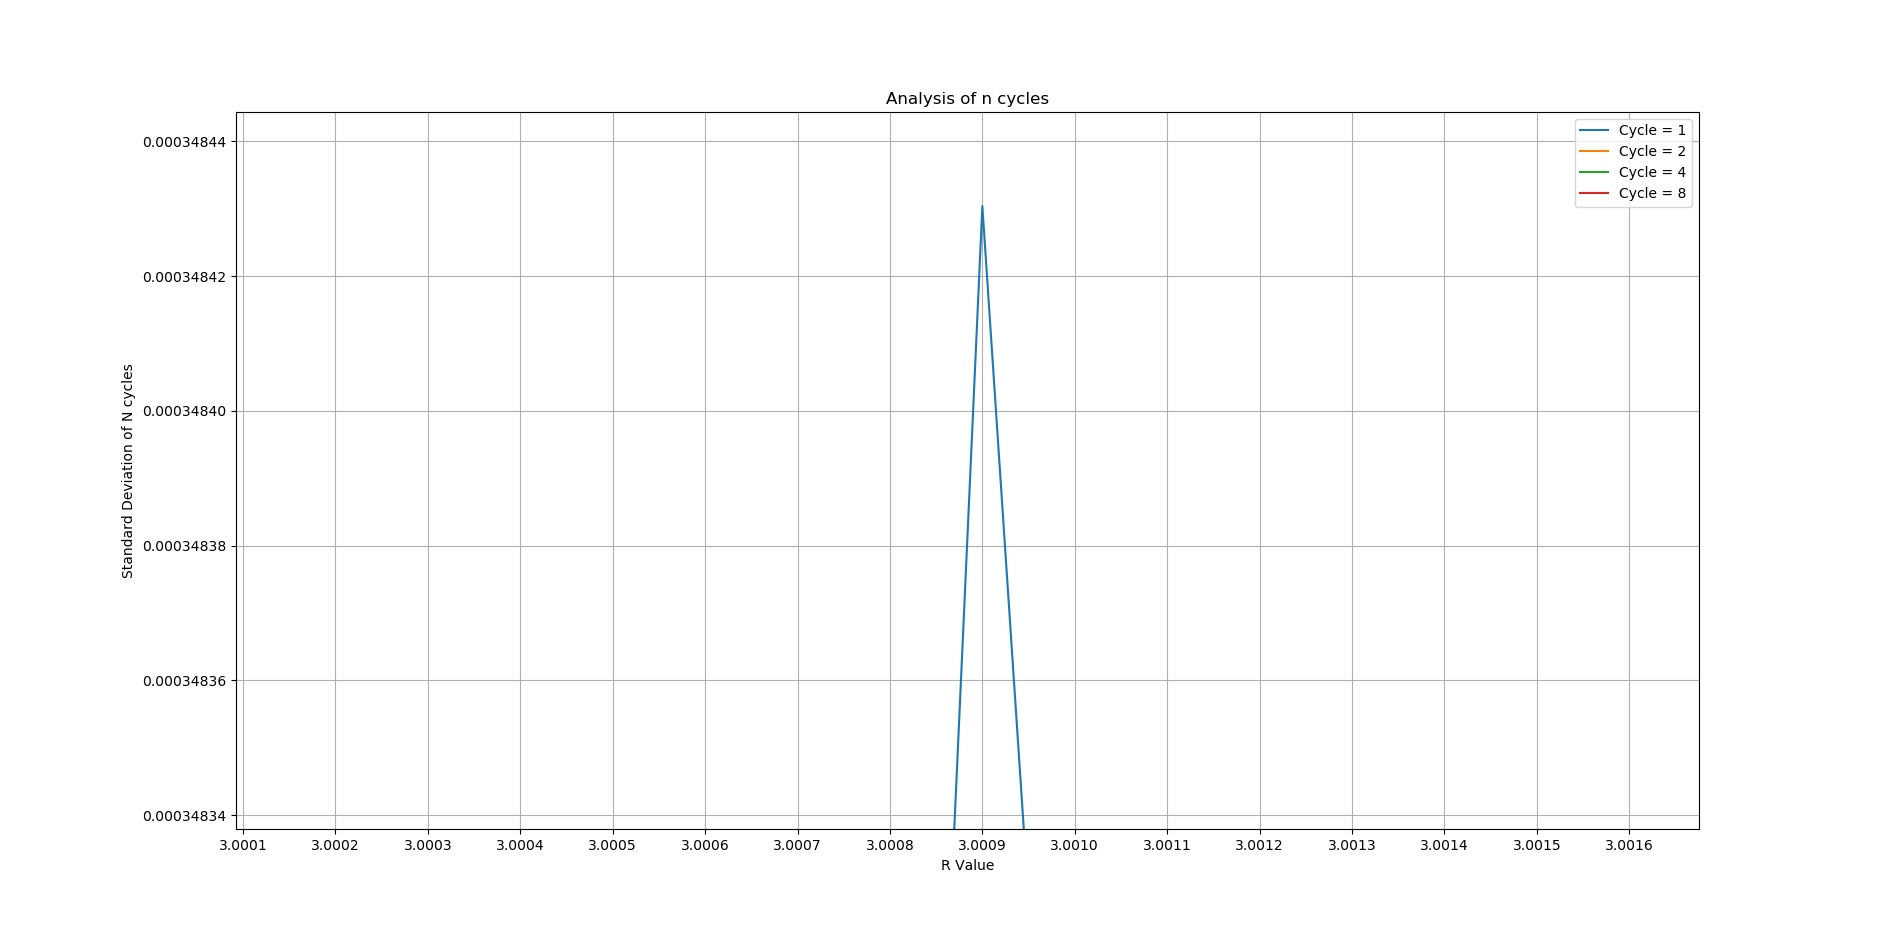 Analysis of n cycles
Cycle = 1
Cycle = 2
Cycle = 4
Cycle = 8
Standard Deviation of N cycles
0.00034844
0.00034842
0.00034840
0.00034838
0.00034836
0.00034834
3.0001 3.0002 3.0003 3.0004 3.0005 3.0006 3.0007 3.0008 3.0009 3.0010 3.0011 3.0012 3.0013 3.0014 3.0015 3.0016
R Value